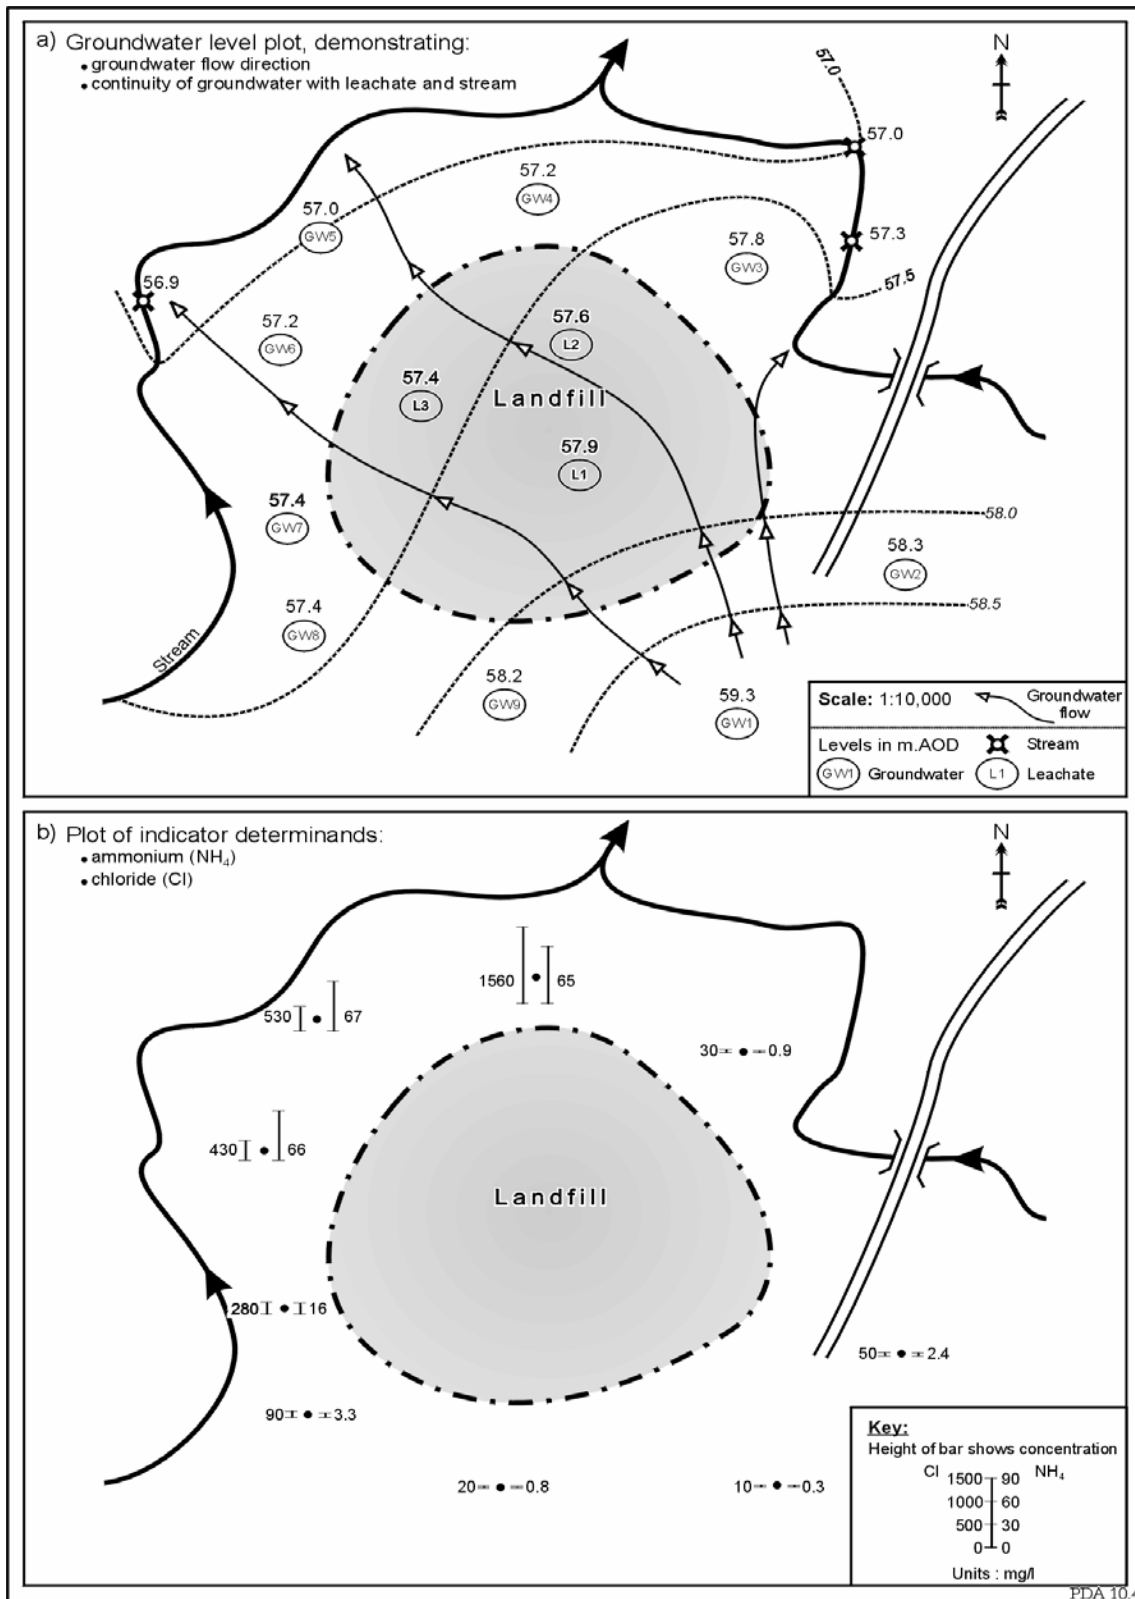 a) Groundwater level plot, demonstrating:
• groundwater flow direction
• continuity of groundwater with leachate and stream
N
57.0
57.0
57.2
GW4
57.0
GW5
57.3
57.8
GW3
56.9
57.5
57.2
GW6
57.6
L2
57.4
L3
Landfill
57.9
L1
57.4
GW7
58.0
58.3
GW2
57.4
GW8
58.5
Stream
58.2
GW9
59.3
GW1
Scale: 1:10,000
Groundwater
flow
Levels in m.AOD
Stream
GW1 Groundwater
L1 Leachate
b) Plot of indicator determinands:
• ammonium (NH4)
• chloride (Cl)
N
1560 65
530 67
30 0.9
430 66
Landfill
280 16
50 2.4
90 3.3
20 0.8
10 0.3
Key:
Height of bar shows concentration
Cl 1500 90 NH4
1000 60
500 30
0 0
Units : mg/l
PDA 10.4